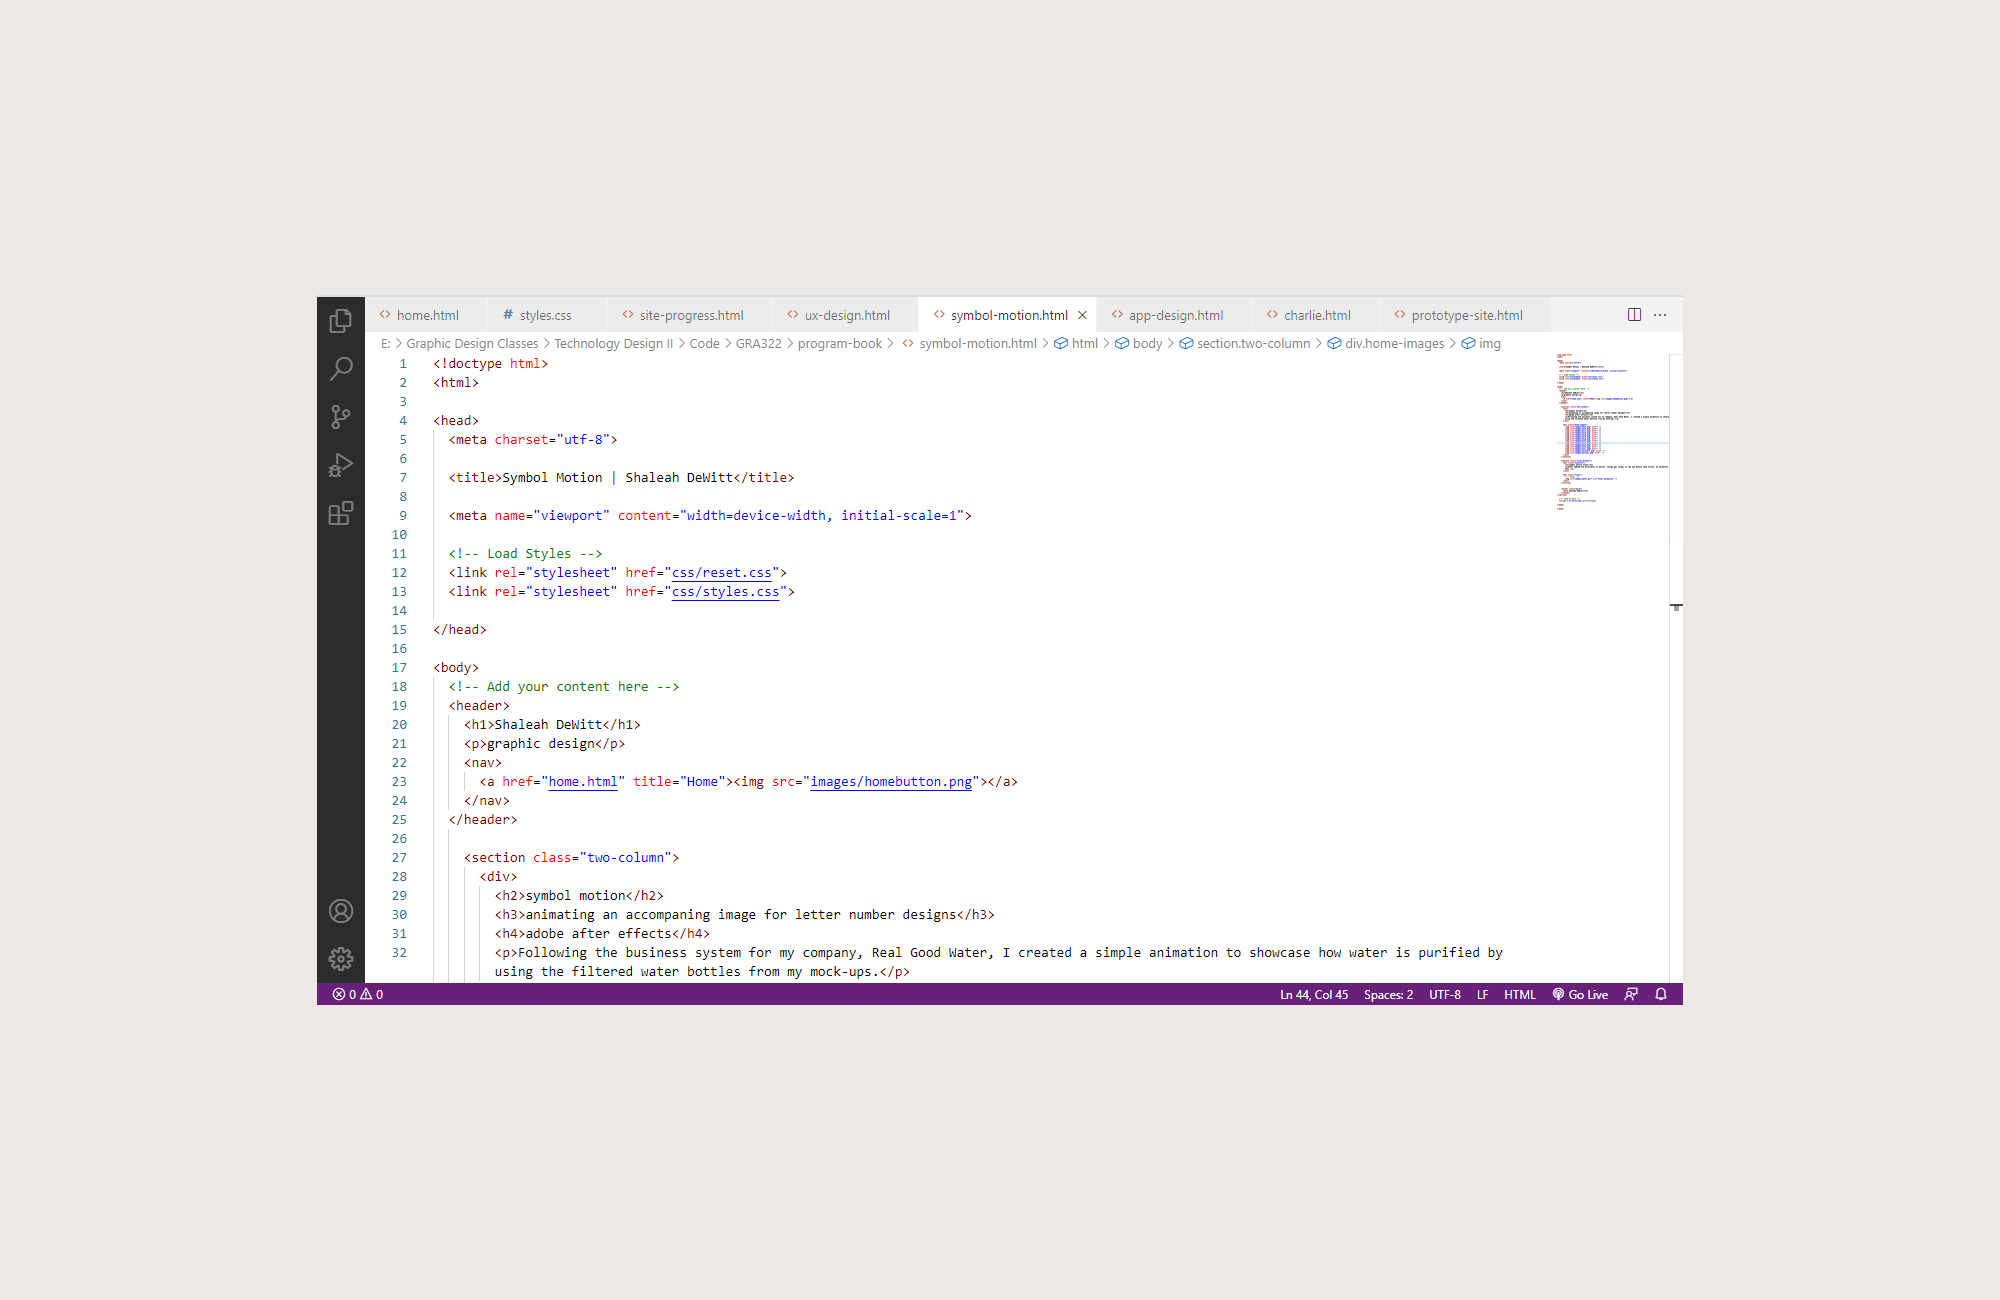 home.html # styles.css site-progress.html ux-design.html symbol-motion.html app-design.html charlie.html prototype-site.html
E: > Graphic Design Classes > Technology Design II > Code > GRA322 > program-book > symbol-motion.html > html > body > section.two-column > div.home-images > img
1 <!doctype html>
2 <html>
3
4 <head>
5 <meta charset="utf-8">
6
7 <title>Symbol Motion | Shaleah DeWitt</title>
8
9 <meta name="viewport" content="width=device-width, initial-scale=1">
10
11 <!-- Load Styles -->
12 <link rel="stylesheet" href="css/reset.css">
13 <link rel="stylesheet" href="css/styles.css">
14
15 </head>
16
17 <body>
18 <!-- Add your content here -->
19 <header>
20 <h1>Shaleah DeWitt</h1>
21 <p>graphic design</p>
22 <nav>
23 <a href="home.html" title="Home"><img src="images/homebutton.png"></a>
24 </nav>
25 </header>
26
27 <section class="two-column">
28 <div>
29 <h2>symbol motion</h2>
30 <h3>animating an accompaning image for letter number designs</h3>
31 <h4>adobe after effects</h4>
32 <p>Following the business system for my company, Real Good Water, I created a simple animation to showcase how water is purified by
using the filtered water bottles from my mock-ups.</p>
0 0 Ln 44, Col 45 Spaces: 2 UTF-8 LF HTML Go Live